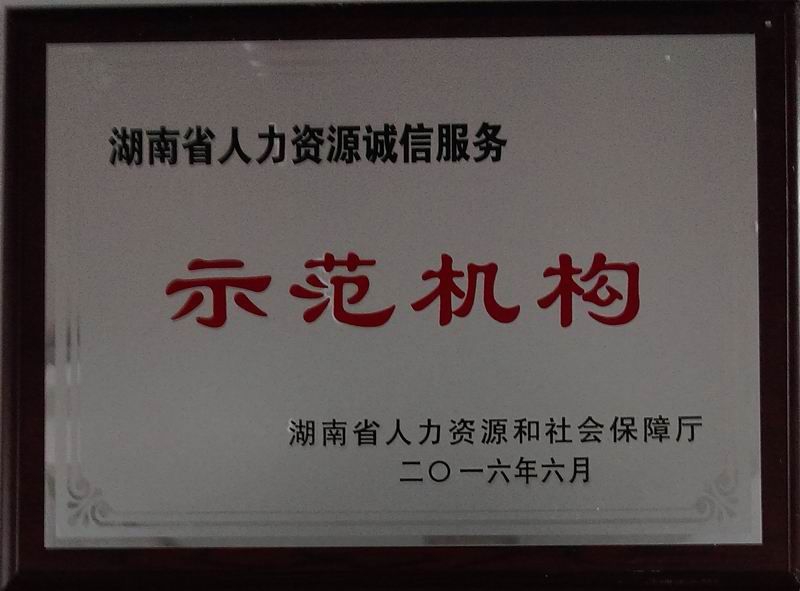 湖南省人力资源诚信服务
示范机构
湖南省人力资源和社会保障厅
二〇一六年六月